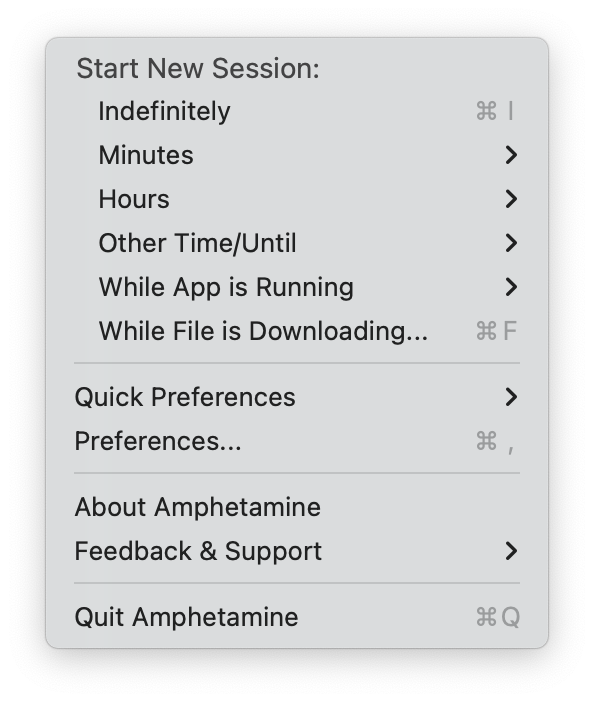 Start New Session:
Indefinitely ⌘ I
Minutes
Hours
Other Time/Until
While App is Running
While File is Downloading... ⌘ F
Quick Preferences
Preferences... ⌘ ,
About Amphetamine
Feedback & Support
Quit Amphetamine ⌘ Q